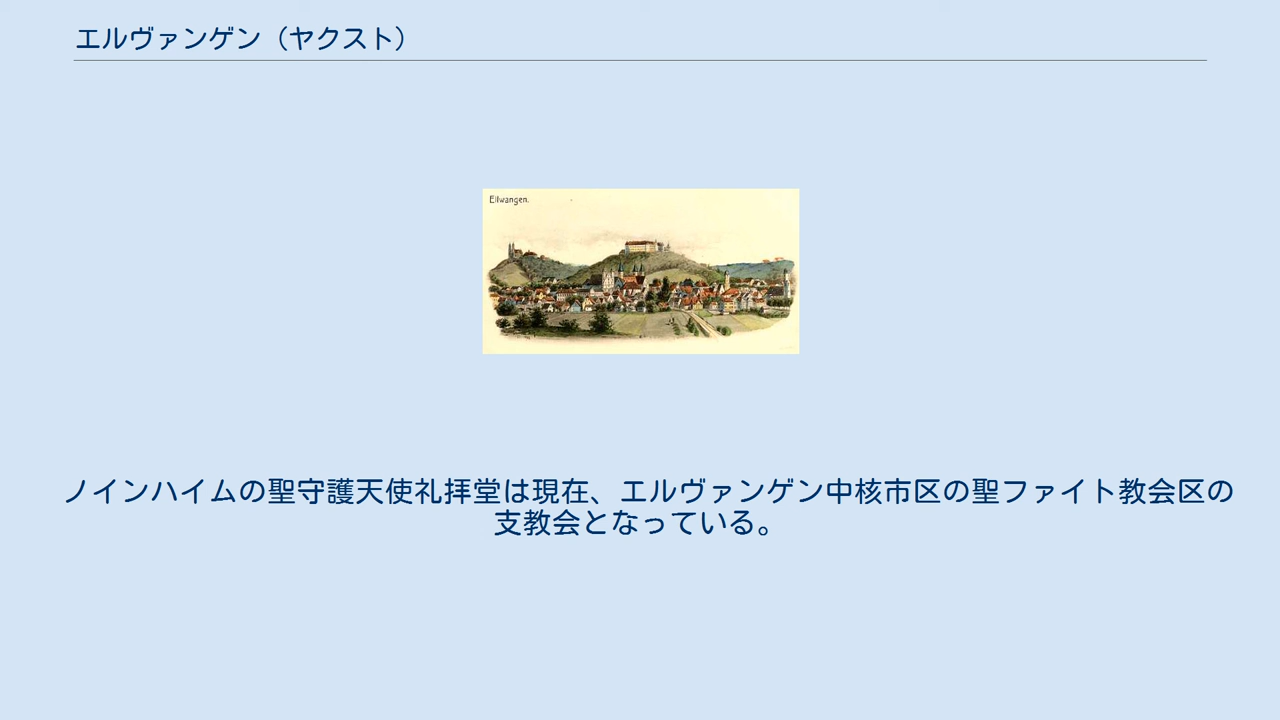 エルヴァンゲン（ヤクスト）
Ellwangen.
ノインハイムの聖守護天使礼拝堂は現在、エルヴァンゲン中核市区の聖ファイト教会区の
支教会となっている。